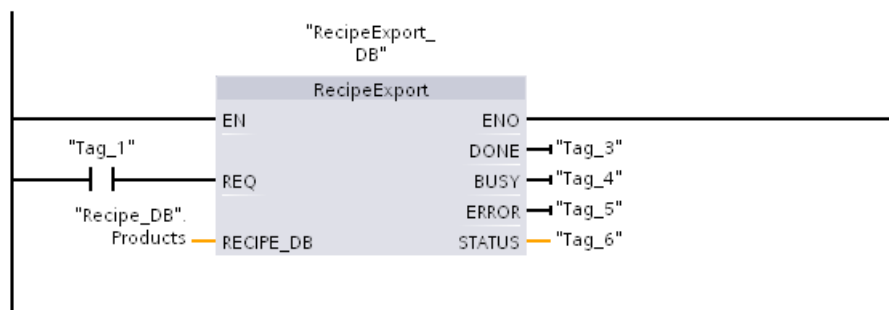 "RecipeExport_
DB"
RecipeExport
EN ENO
"Tag_1" DONE "Tag_3"
REQ BUSY "Tag_4"
"Recipe_DB". ERROR "Tag_5"
Products RECIPE_DB STATUS "Tag_6"